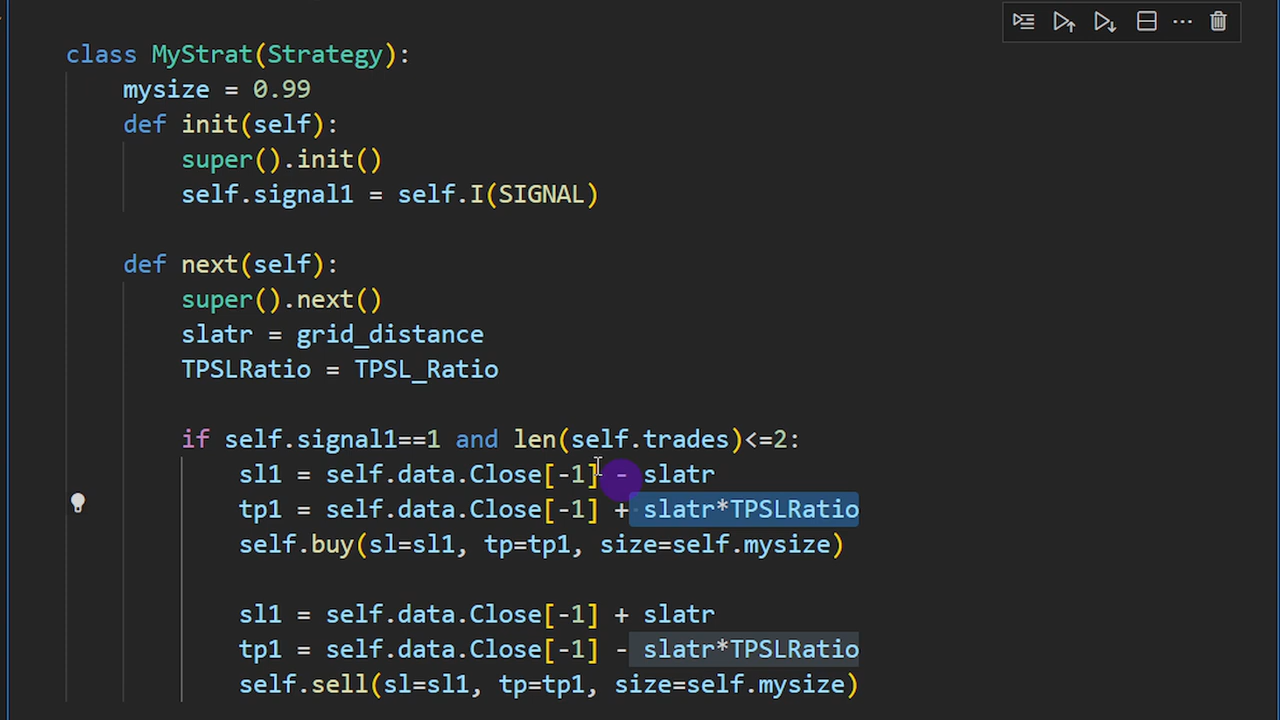 class MyStrat(Strategy):
    mysize = 0.99
    def init(self):
        super().init()
        self.signal1 = self.I(SIGNAL)

    def next(self):
        super().next()
        slatr = grid_distance
        TPSLRatio = TPSL_Ratio

        if self.signal1==1 and len(self.trades)<=2:
            sl1 = self.data.Close[-1] - slatr
            tp1 = self.data.Close[-1] + slatr*TPSLRatio
            self.buy(sl=sl1, tp=tp1, size=self.mysize)

            sl1 = self.data.Close[-1] + slatr
            tp1 = self.data.Close[-1] - slatr*TPSLRatio
            self.sell(sl=sl1, tp=tp1, size=self.mysize)